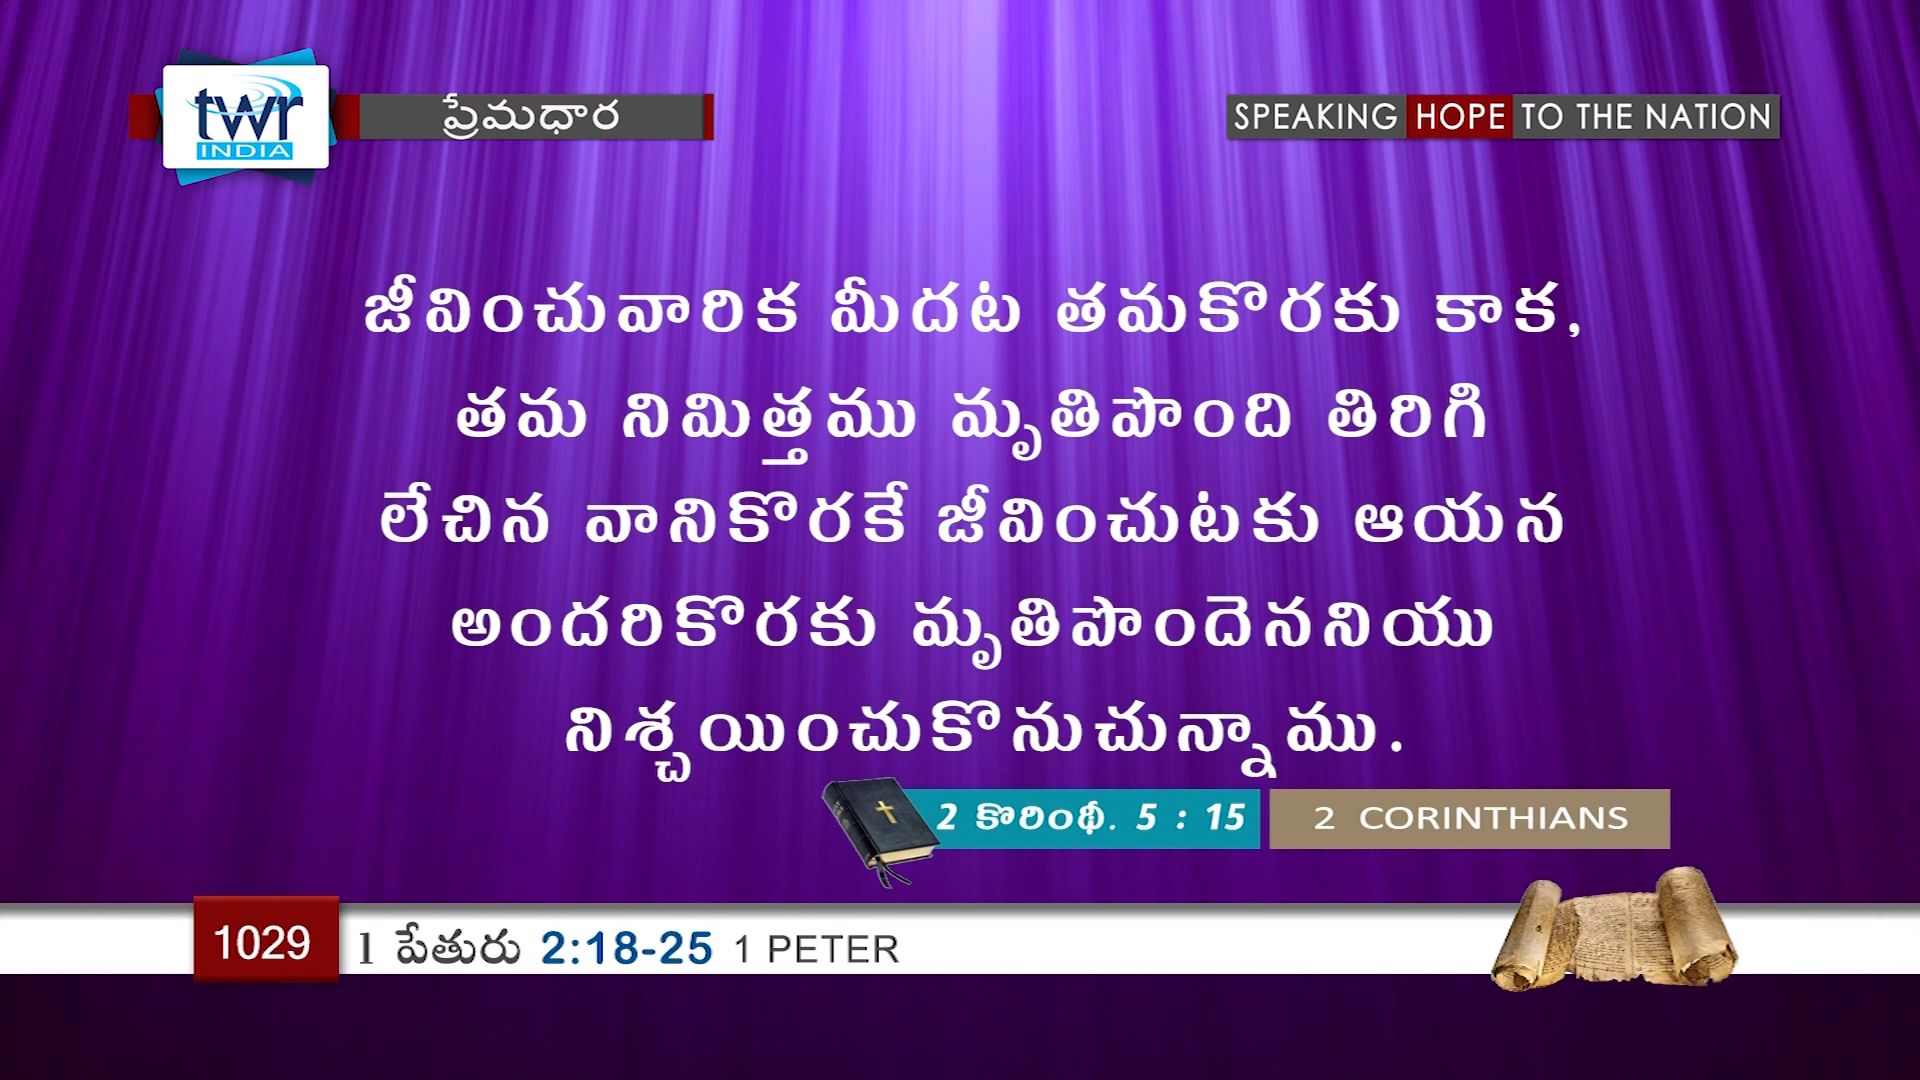 twr
INDIA
ప్రేమధార
SPEAKING HOPE TO THE NATION
జీవించువారిక మీదట తమకొరకు కాక,
తమ నిమిత్తము మృతిపొంది తిరిగి
లేచిన వానికొరకే జీవించుటకు ఆయన
అందరికొరకు మృతిపొందెననియు
నిశ్చయించుకొనుచున్నాము.
2 కొరింథీ. 5 : 15 2 CORINTHIANS
1029 1 పేతురు 2:18-25 1 PETER